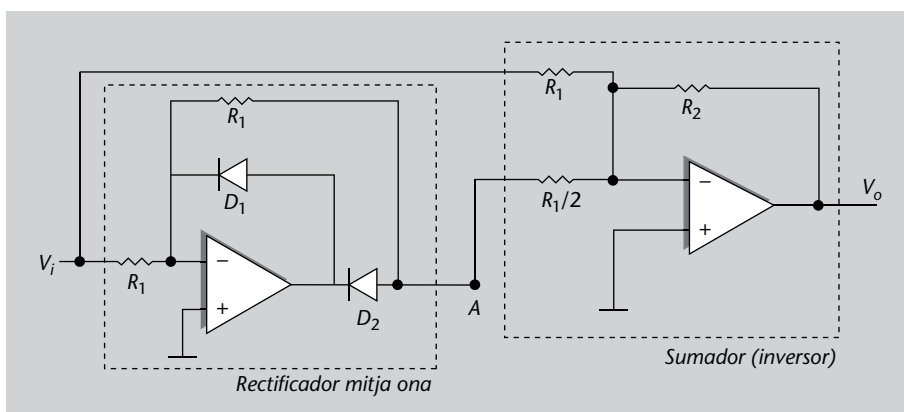 R1
R1
R2
D1
R1/2
Vo
Vi
R1
D2
A
−
+
−
+
Sumador (inversor)
Rectificador mitja ona